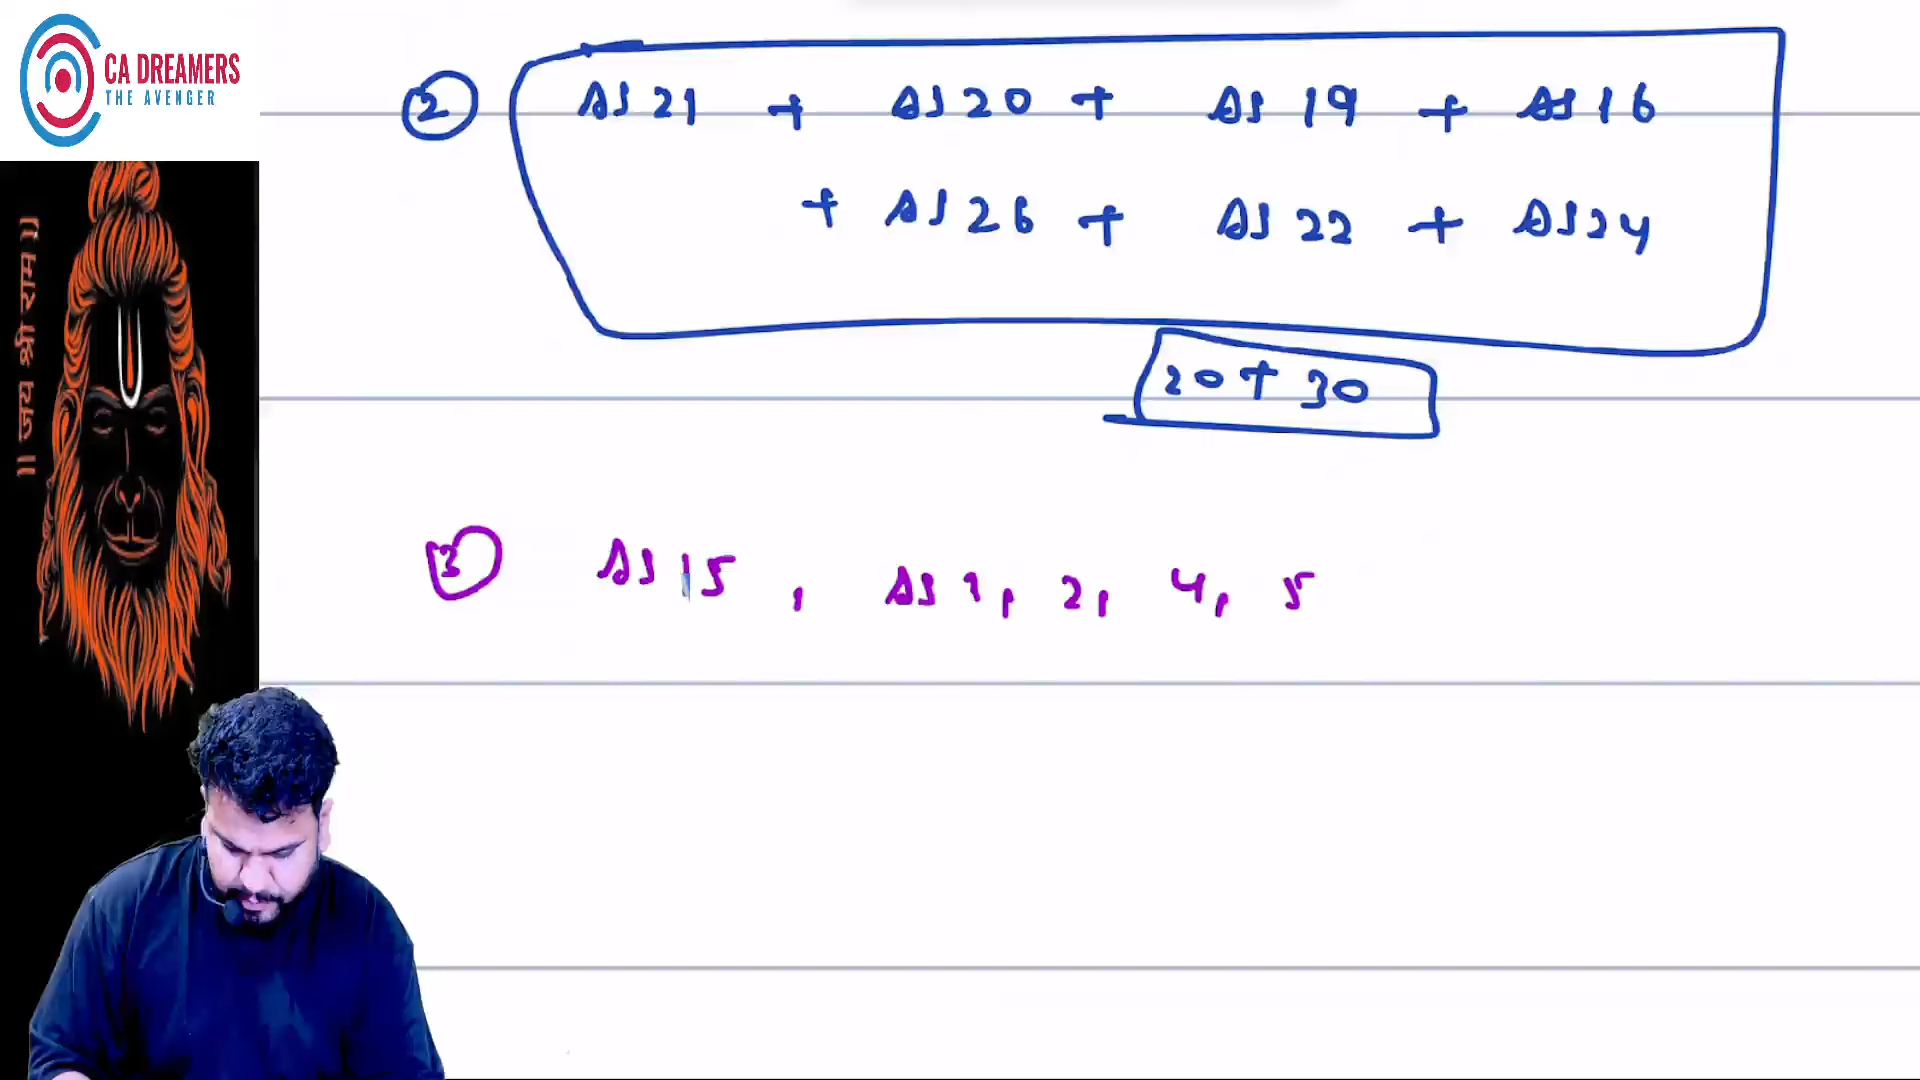 CA DREAMERS
THE AVENGER
॥ जय श्री राम ॥
2 AS 21 + AS 20 + AS 19 + AS 16
+ AS 26 + AS 22 + AS 24
20 + 30
3 AS 15, AS 1, 2, 4, 5